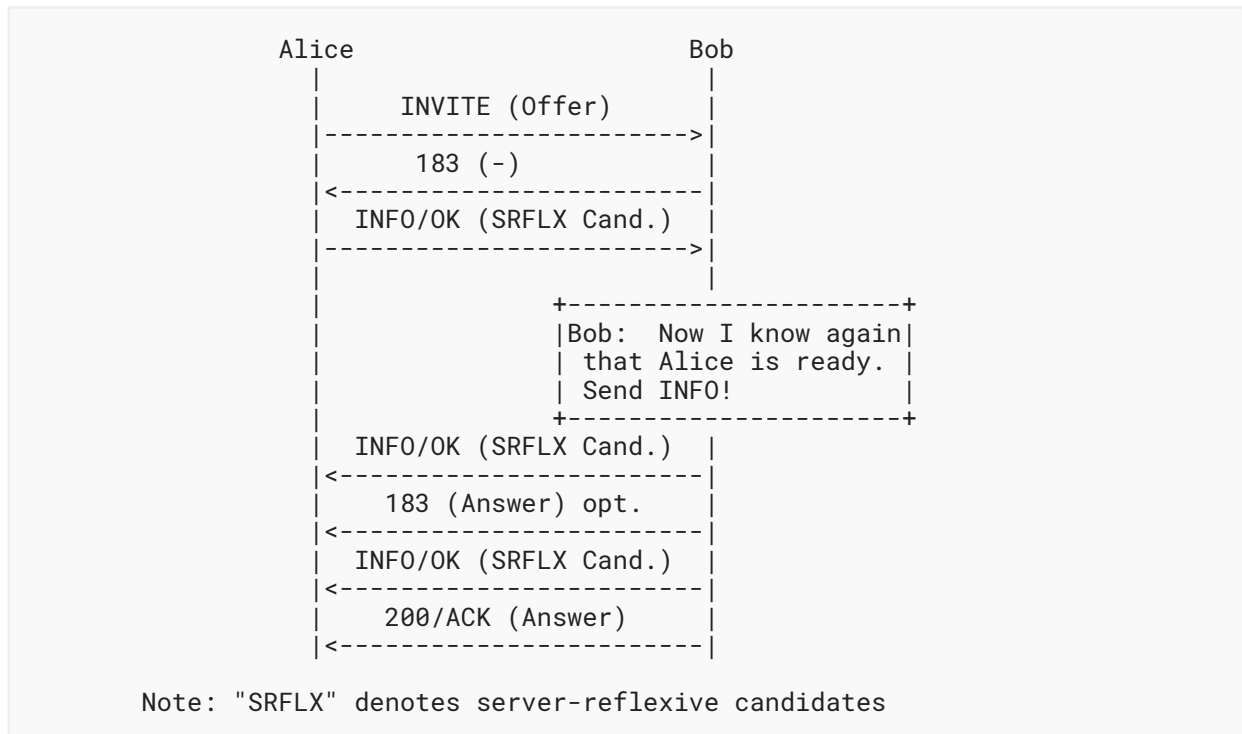 Alice Bob
INVITE (Offer)
183 (-)
INFO/OK (SRFLX Cand.)
Bob: Now I know again
that Alice is ready.
Send INFO!
INFO/OK (SRFLX Cand.)
183 (Answer) opt.
INFO/OK (SRFLX Cand.)
200/ACK (Answer)
Note: "SRFLX" denotes server-reflexive candidates